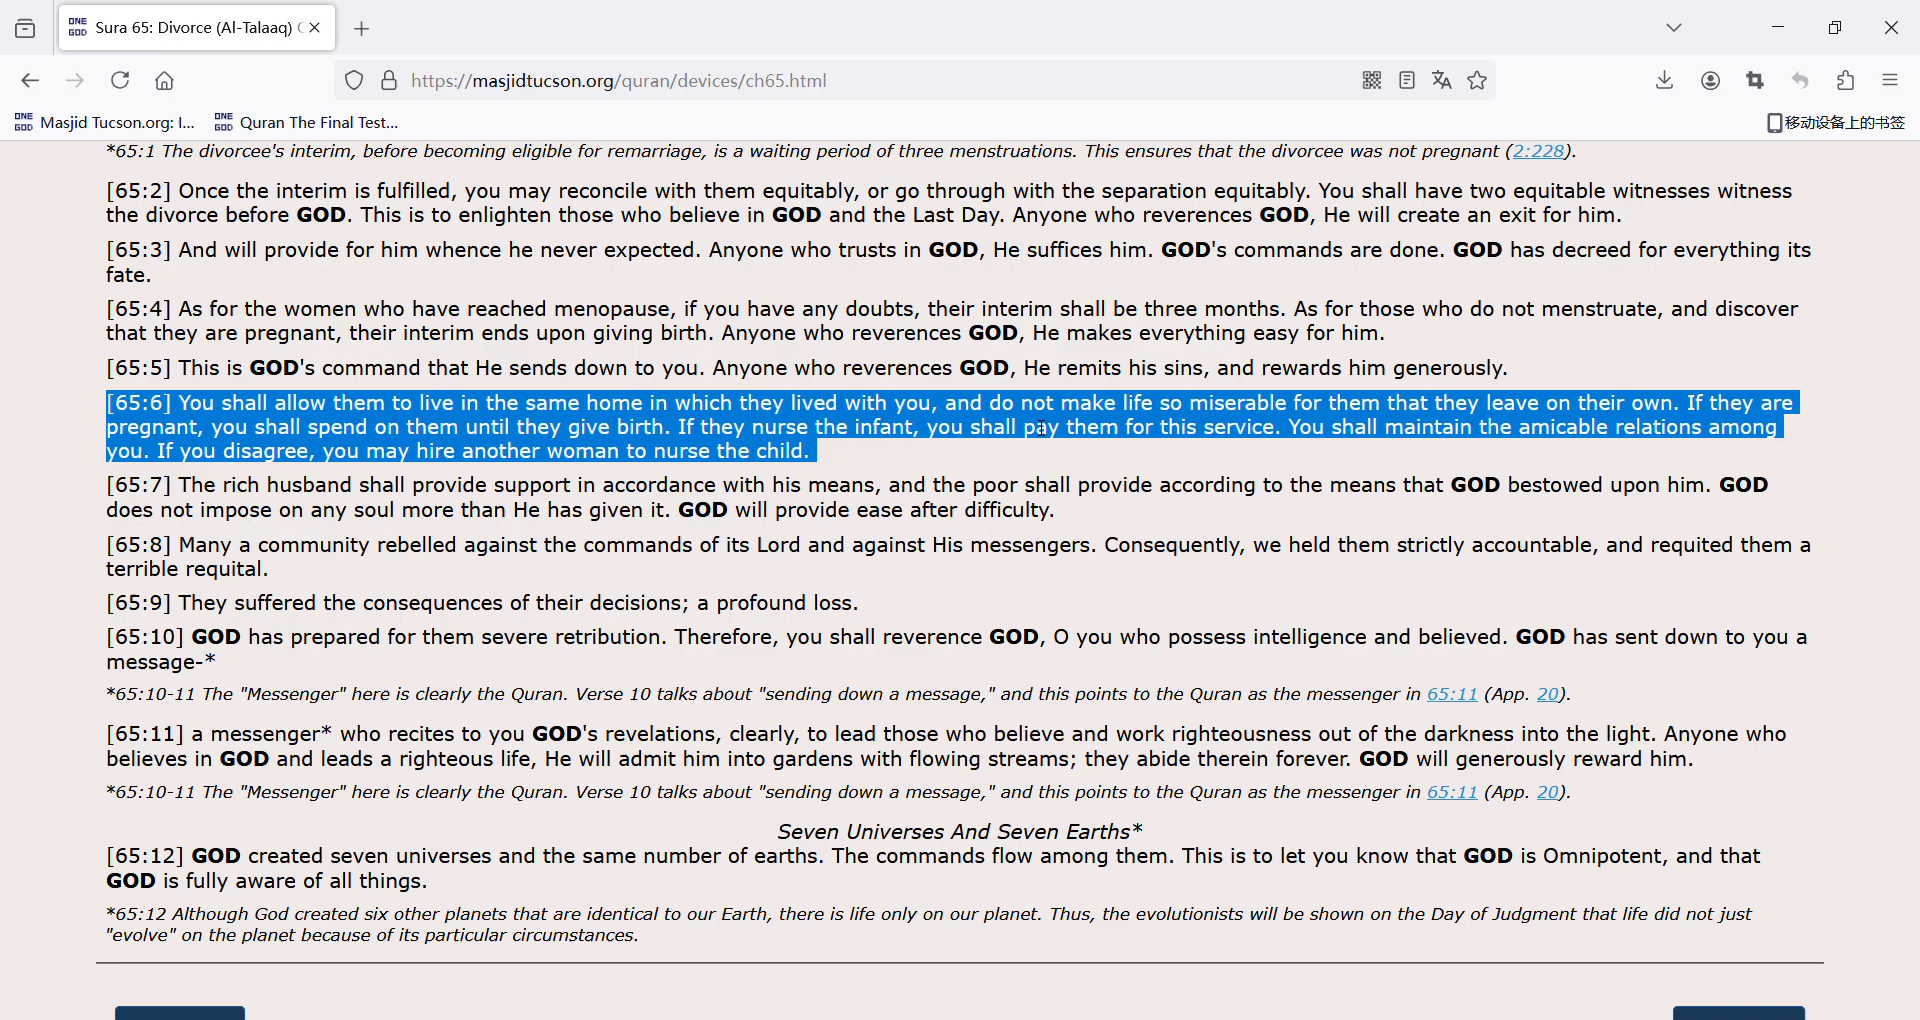 ONE GOD Sura 65: Divorce (Al-Talaaq)
https://masjidtucson.org/quran/devices/ch65.html
ONE GOD Masjid Tucson.org: I... ONE GOD Quran The Final Test... 移动设备上的书签
*65:1 The divorcee's interim, before becoming eligible for remarriage, is a waiting period of three menstruations. This ensures that the divorcee was not pregnant (2:228).
[65:2] Once the interim is fulfilled, you may reconcile with them equitably, or go through with the separation equitably. You shall have two equitable witnesses witness
the divorce before GOD. This is to enlighten those who believe in GOD and the Last Day. Anyone who reverences GOD, He will create an exit for him.
[65:3] And will provide for him whence he never expected. Anyone who trusts in GOD, He suffices him. GOD's commands are done. GOD has decreed for everything its
fate.
[65:4] As for the women who have reached menopause, if you have any doubts, their interim shall be three months. As for those who do not menstruate, and discover
that they are pregnant, their interim ends upon giving birth. Anyone who reverences GOD, He makes everything easy for him.
[65:5] This is GOD's command that He sends down to you. Anyone who reverences GOD, He remits his sins, and rewards him generously.
[65:6] You shall allow them to live in the same home in which they lived with you, and do not make life so miserable for them that they leave on their own. If they are
pregnant, you shall spend on them until they give birth. If they nurse the infant, you shall pay them for this service. You shall maintain the amicable relations among
you. If you disagree, you may hire another woman to nurse the child.
[65:7] The rich husband shall provide support in accordance with his means, and the poor shall provide according to the means that GOD bestowed upon him. GOD
does not impose on any soul more than He has given it. GOD will provide ease after difficulty.
[65:8] Many a community rebelled against the commands of its Lord and against His messengers. Consequently, we held them strictly accountable, and requited them a
terrible requital.
[65:9] They suffered the consequences of their decisions; a profound loss.
[65:10] GOD has prepared for them severe retribution. Therefore, you shall reverence GOD, O you who possess intelligence and believed. GOD has sent down to you a
message-*
*65:10-11 The "Messenger" here is clearly the Quran. Verse 10 talks about "sending down a message," and this points to the Quran as the messenger in 65:11 (App. 20).
[65:11] a messenger* who recites to you GOD's revelations, clearly, to lead those who believe and work righteousness out of the darkness into the light. Anyone who
believes in GOD and leads a righteous life, He will admit him into gardens with flowing streams; they abide therein forever. GOD will generously reward him.
*65:10-11 The "Messenger" here is clearly the Quran. Verse 10 talks about "sending down a message," and this points to the Quran as the messenger in 65:11 (App. 20).
Seven Universes And Seven Earths*
[65:12] GOD created seven universes and the same number of earths. The commands flow among them. This is to let you know that GOD is Omnipotent, and that
GOD is fully aware of all things.
*65:12 Although God created six other planets that are identical to our Earth, there is life only on our planet. Thus, the evolutionists will be shown on the Day of Judgment that life did not just
"evolve" on the planet because of its particular circumstances.